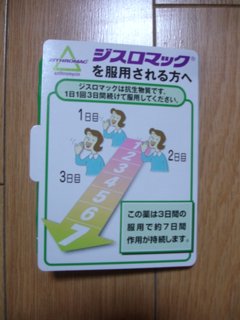 ジスロマック®
を服用される方へ
ZITHROMAC
ジスロマックは抗生物質です。
1日1回3日間続けて服用してください。
1日目
2日目
3日目
1
2
3
4
5
6
7
この薬は3日間の
服用で約7日間
作用が持続します。